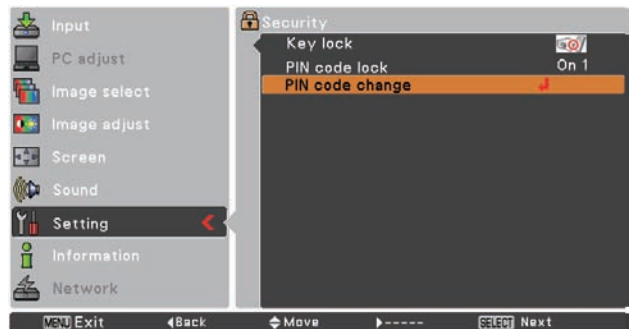 Input
PC adjust
Image select
Image adjust
Screen
Sound
Setting
Information
Network
Security
Key lock
PIN code lock On 1
PIN code change
MENU Exit ◀Back Move ▶----- SELECT Next